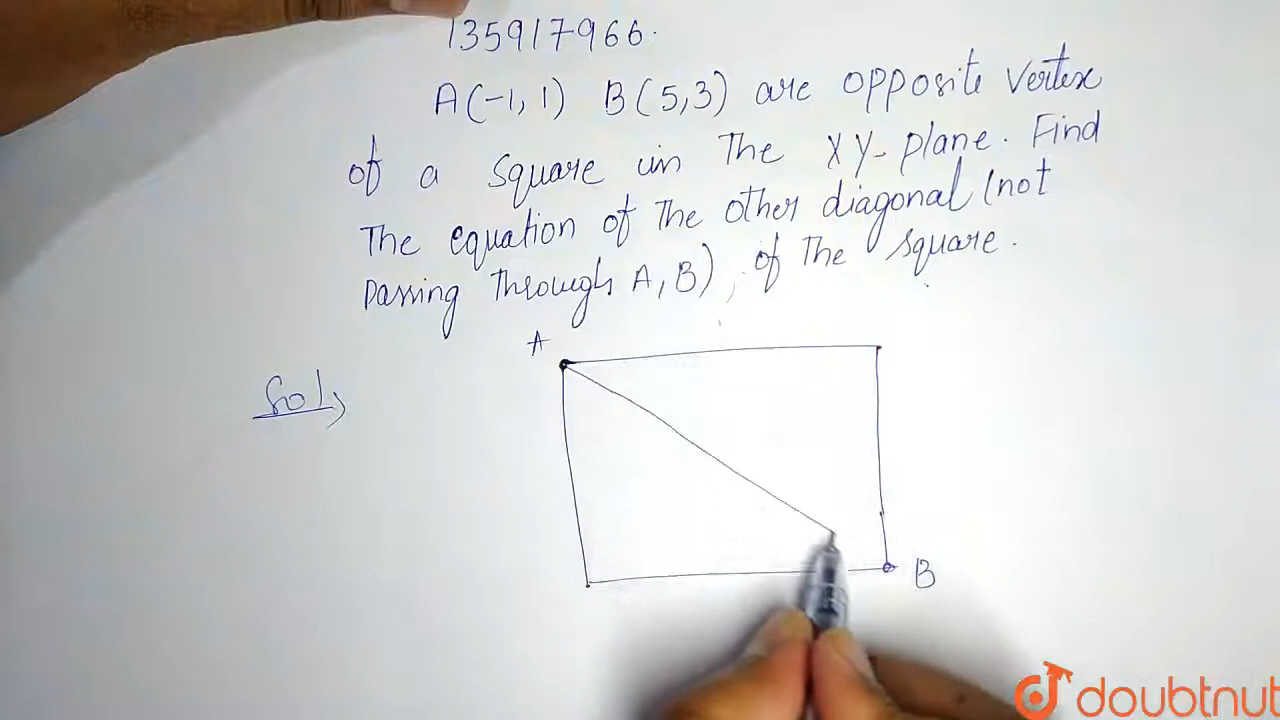 135917966.
A(-1, 1) B(5,3) are opposite vertex
of a square in The XY-plane. Find
The equation of The other diagonal (not
passing Through A, B), of The square.
A
Sol,
B
doubtnut